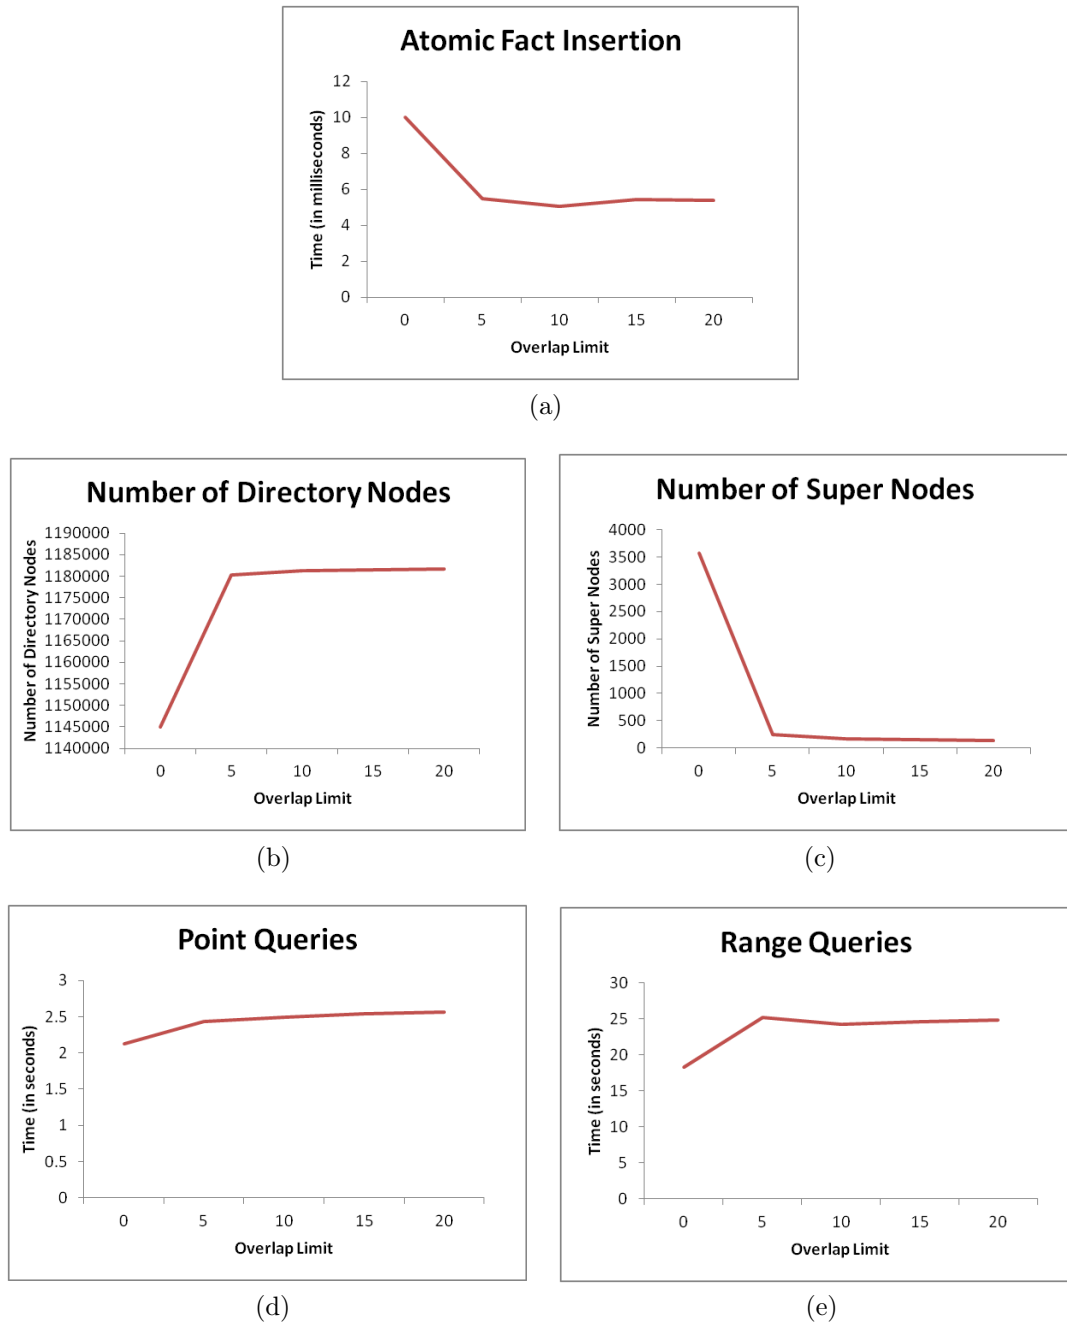 Atomic Fact Insertion
Time (in milliseconds)
12
10
8
6
4
2
0
0 5 10 15 20
Overlap Limit
(a)
Number of Directory Nodes
Number of Directory Nodes
1190000
1185000
1180000
1175000
1170000
1165000
1160000
1155000
1150000
1145000
1140000
0 5 10 15 20
Overlap Limit
(b)
Number of Super Nodes
Number of Super Nodes
4000
3500
3000
2500
2000
1500
1000
500
0
0 5 10 15 20
Overlap Limit
(c)
Point Queries
Time (in seconds)
3
2.5
2
1.5
1
0.5
0
0 5 10 15 20
Overlap Limit
(d)
Range Queries
Time (in seconds)
30
25
20
15
10
5
0
0 5 10 15 20
Overlap Limit
(e)